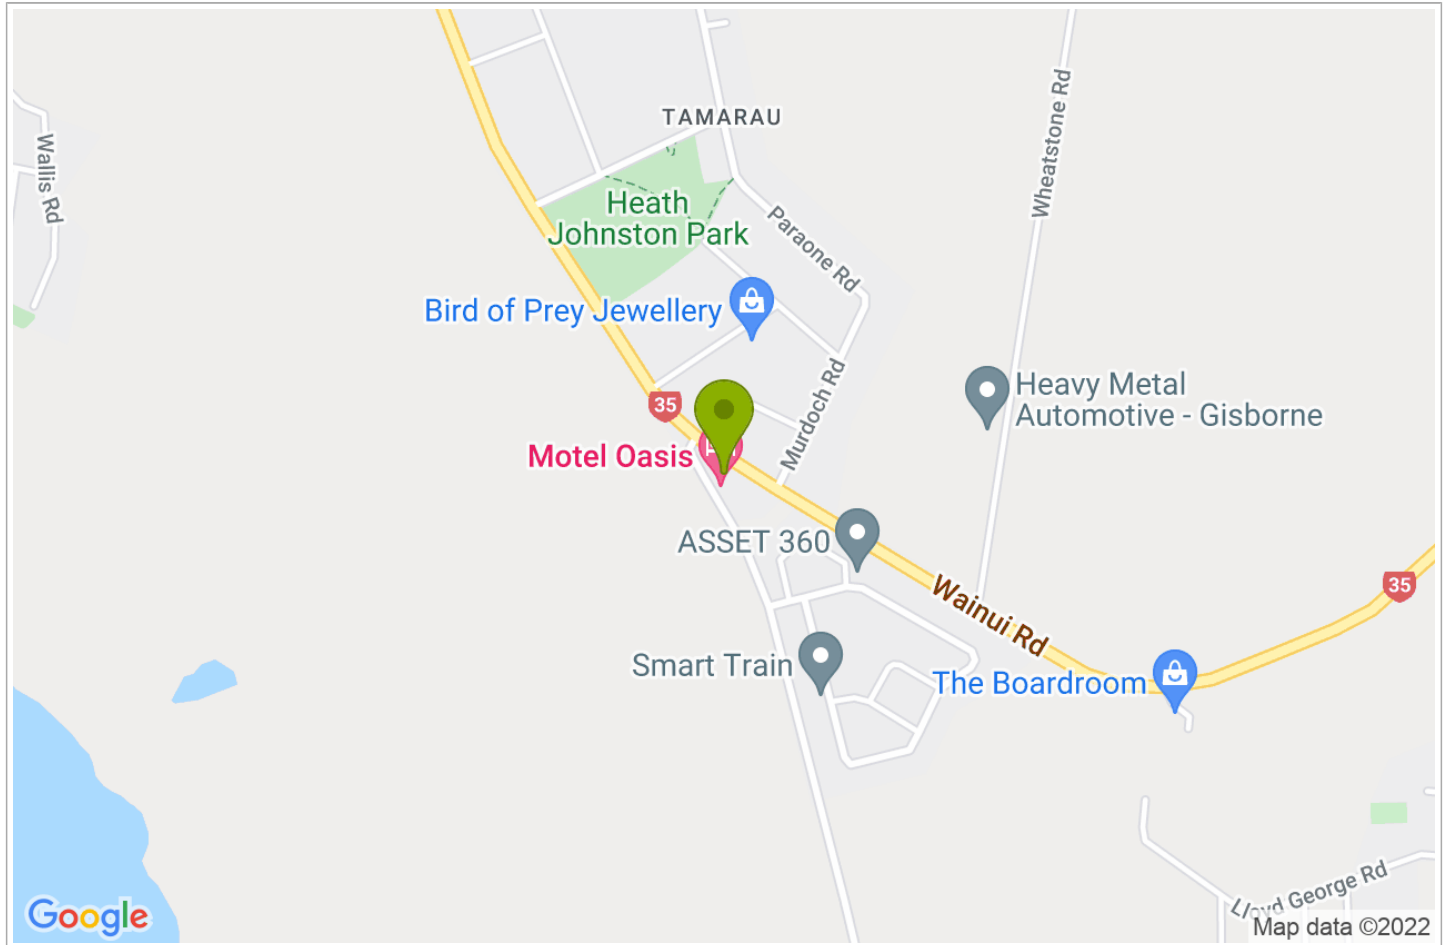 TAMARAU
Wallis Rd
Wheatstone Rd
Heath
Johnston Park
Paraone Rd
Bird of Prey Jewellery
Murdoch Rd
35
Heavy Metal
Automotive - Gisborne
Motel Oasis
ASSET 360
Wainui Rd
35
Smart Train
The Boardroom
Lloyd George Rd
Google
Map data ©2022